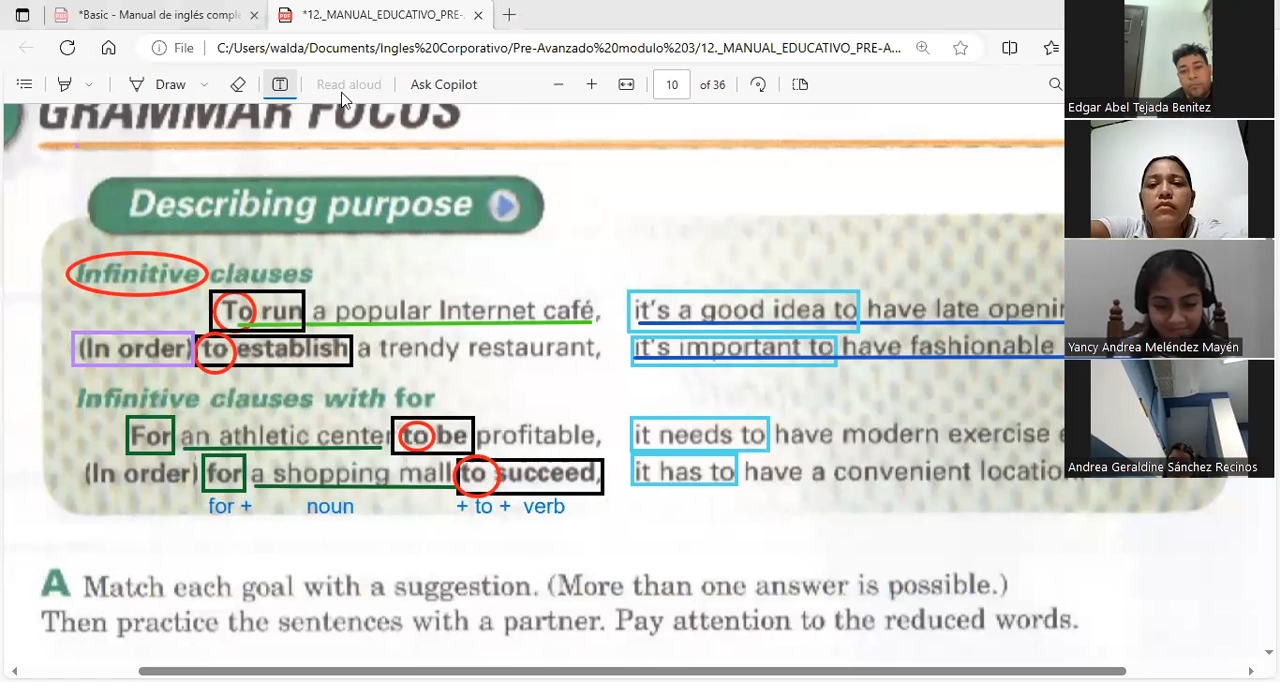 *Basic - Manual de inglés comple
*12._MANUAL_EDUCATIVO_PRE-
File
C:/Users/walda/Documents/Ingles%20Corporativo/Pre-Avanzado%20modulo%203/12._MANUAL_EDUCATIVO_PRE-A...
Draw
Read aloud
Ask Copilot
10
of 36
GRAMMAR FOCUS
Describing purpose
Infinitive clauses
To run a popular Internet café, it's a good idea to have late openin
(In order) to establish a trendy restaurant, it's important to have fashionable
Infinitive clauses with for
For an athletic center to be profitable, it needs to have modern exercise e
(In order) for a shopping mall to succeed, it has to have a convenient location
for + noun + to + verb
A Match each goal with a suggestion. (More than one answer is possible.)
Then practice the sentences with a partner. Pay attention to the reduced words.
Edgar Abel Tejada Benitez
Yancy Andrea Meléndez Mayén
Andrea Geraldine Sánchez Recinos